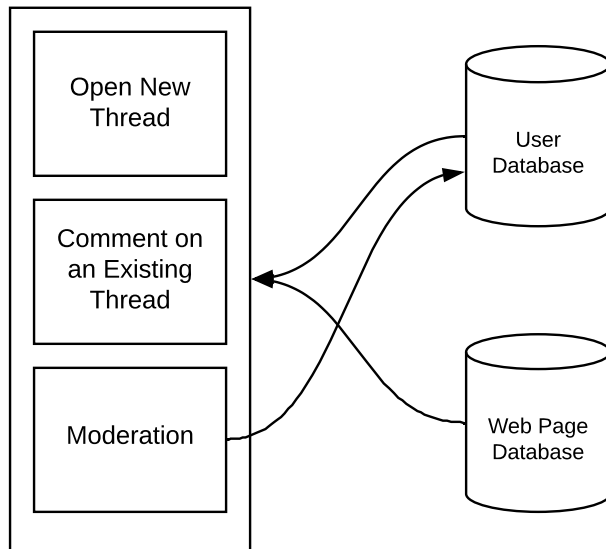 Open New
Thread
Comment on
an Existing
Thread
Moderation
User
Database
Web Page
Database